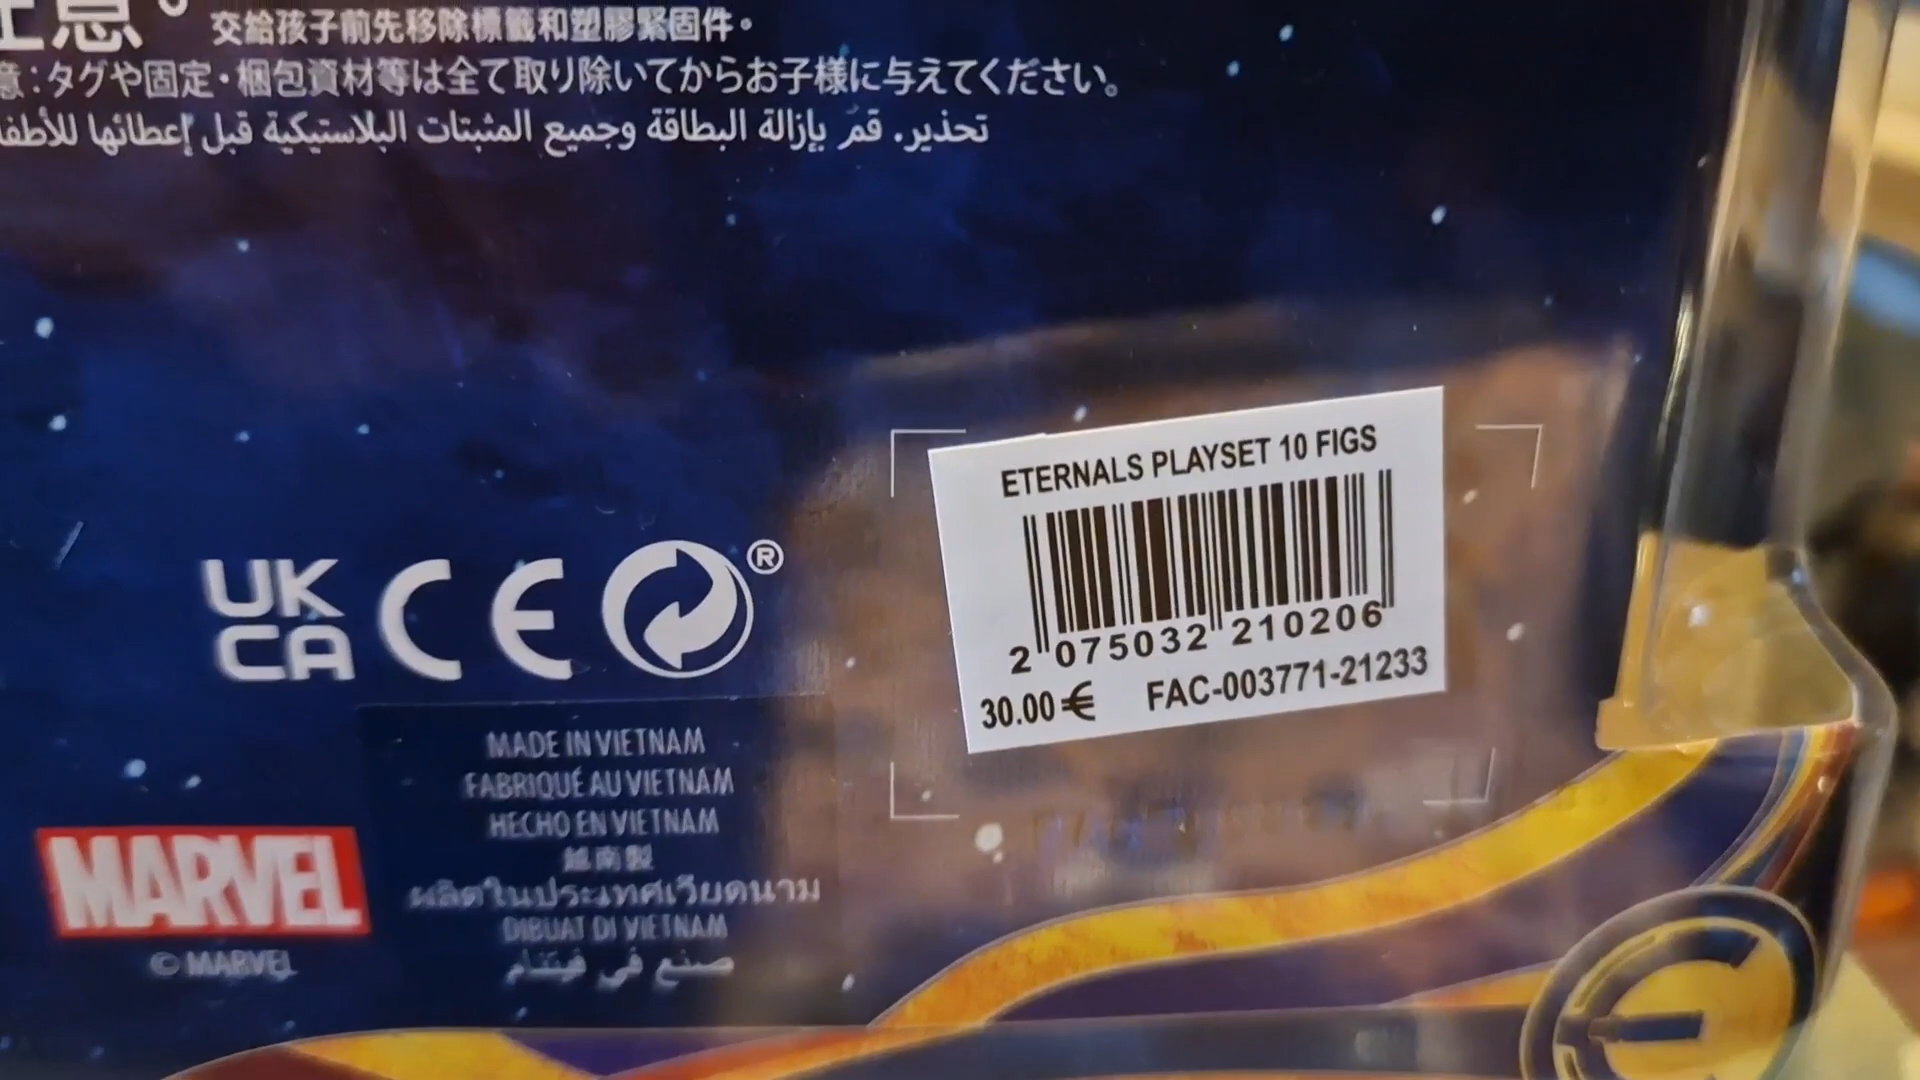 注意。 交給孩子前先移除標籤和塑膠緊固件。
意:タグや固定・梱包資材等は全て取り除いてからお子様に与えてください。
تحذير. قم بإزالة البطاقة وجميع المثبتات البلاستيكية قبل إعطائها للأطفا
ETERNALS PLAYSET 10 FIGS
2 075032 210206
30.00€ FAC-003771-21233
UK
CA
CE
®
MADE IN VIETNAM
FABRIQUÉ AU VIETNAM
HECHO EN VIETNAM
越南製
ผลิตในประเทศเวียดนาม
DIBUAT DI VIETNAM
صنع في فيتنام
MARVEL
© MARVEL